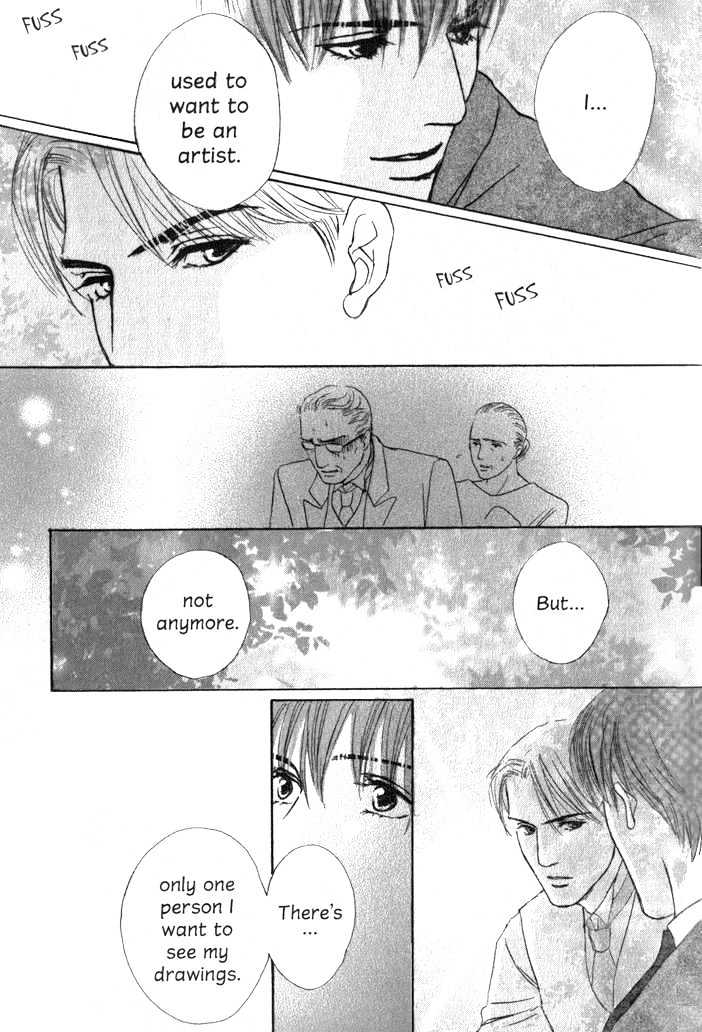 I...
used to
want to
be an
artist.
FUSS
FUSS
FUSS
FUSS
But...
not
anymore.
There's
...
only one
person I
want to
see my
drawings.